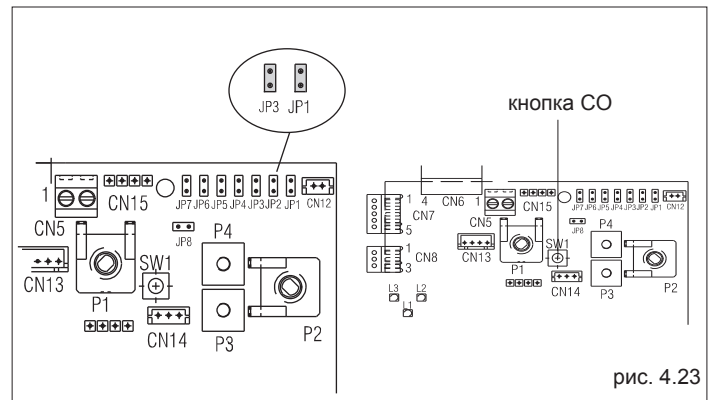 JP3 JP1
кнопка CO
1
CN5
CN15
JP7 JP6 JP5 JP4 JP3 JP2 JP1 CN12
JP8
P4
SW1
CN13
P1
CN14
P3
P2
1
5
CN7
4 CN6 1
CN5
CN15
JP7 JP6 JP5 JP4 JP3 JP2 JP1 CN12
JP8
P4
SW1
1
3
CN8
CN13
P1
CN14
P3
P2
L3 L2
L1
рис. 4.23